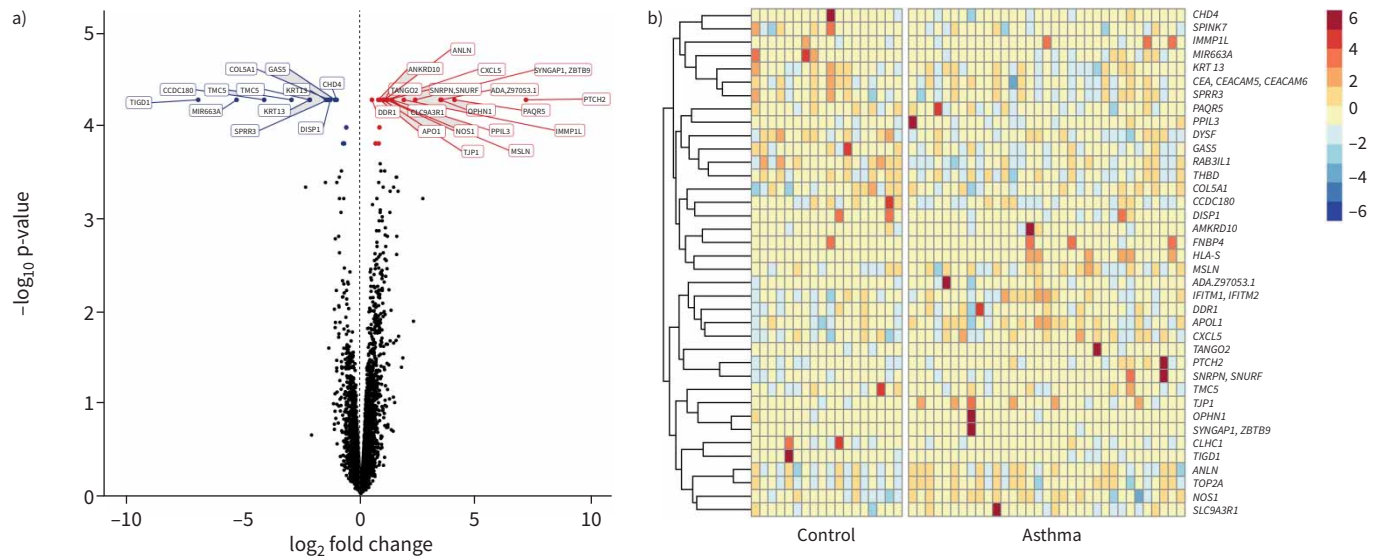 a)
5
4
3
2
1
0
−log10 p-value
−10
−5
0
5
10
log2 fold change
ANLN
COL5A1
GAS5
ANKRD10
CXCL5
SYNGAP1, ZBTB9
CHD4
CCDC180
TMC5
TMC5
KRT13
TANGO2
SNRPN,SNURF
ADA,Z97053.1
TIGD1
PTCH2
MIR663A
KRT13
DDR1
SLC9A3R1
OPHN1
PAQR5
SPRR3
DISP1
APO1
NOS1
PPIL3
IMMP1L
TJP1
MSLN
b)
CHD4
SPINK7
IMMP1L
MIR663A
KRT 13
CEA, CEACAM5, CEACAM6
SPRR3
PAQR5
PPIL3
DYSF
GAS5
RAB3IL1
THBD
COL5A1
CCDC180
DISP1
AMKRD10
FNBP4
HLA-S
MSLN
ADA.Z97053.1
IFITM1, IFITM2
DDR1
APOL1
CXCL5
TANGO2
PTCH2
SNRPN, SNURF
TMC5
TJP1
OPHN1
SYNGAP1, ZBTB9
CLHC1
TIGD1
ANLN
TOP2A
NOS1
SLC9A3R1
Control
Asthma
6
4
2
0
−2
−4
−6